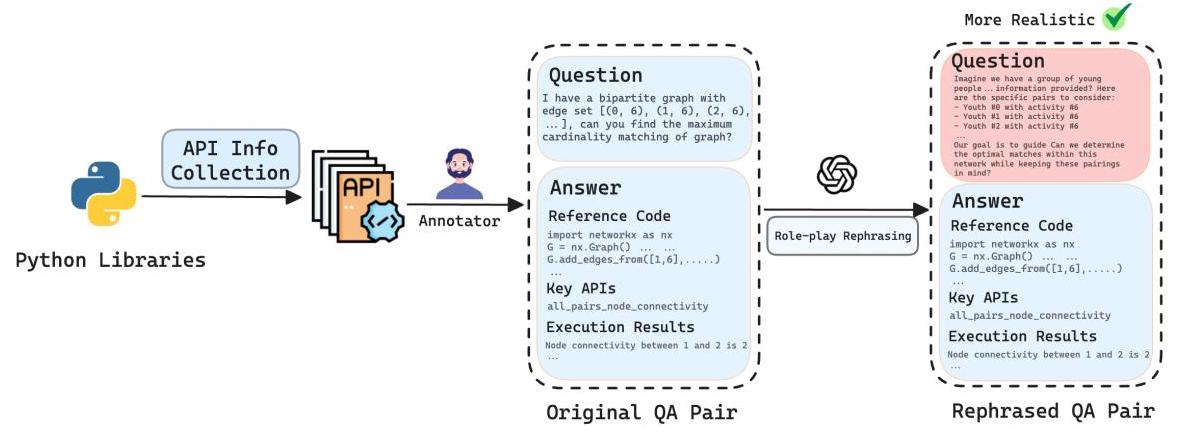 More Realistic
Python Libraries
API Info
Collection
API
Annotator
Question
I have a bipartite graph with
edge set [(0, 6), (1, 6), (2, 6),
...], can you find the maximum
cardinality matching of graph?
Answer
Reference Code
import networkx as nx
G = nx.Graph() ... ...
G.add_edges_from([1,6],.....)
...
Key APIs
all_pairs_node_connectivity
Execution Results
Node connectivity between 1 and 2 is 2
...
Original QA Pair
Role-play Rephrasing
Question
Imagine we have a group of young
people ... information provided? Here
are the specific pairs to consider:
- Youth #0 with activity #6
- Youth #1 with activity #6
- Youth #2 with activity #6
...
Our goal is to guide Can we determine
the optimal matches within this
network while keeping these pairings
in mind?
Answer
Reference Code
import networkx as nx
G = nx.Graph() ... ...
G.add_edges_from([1,6],.....)
...
Key APIs
all_pairs_node_connectivity
Execution Results
Node connectivity between 1 and 2 is 2
...
Rephrased QA Pair